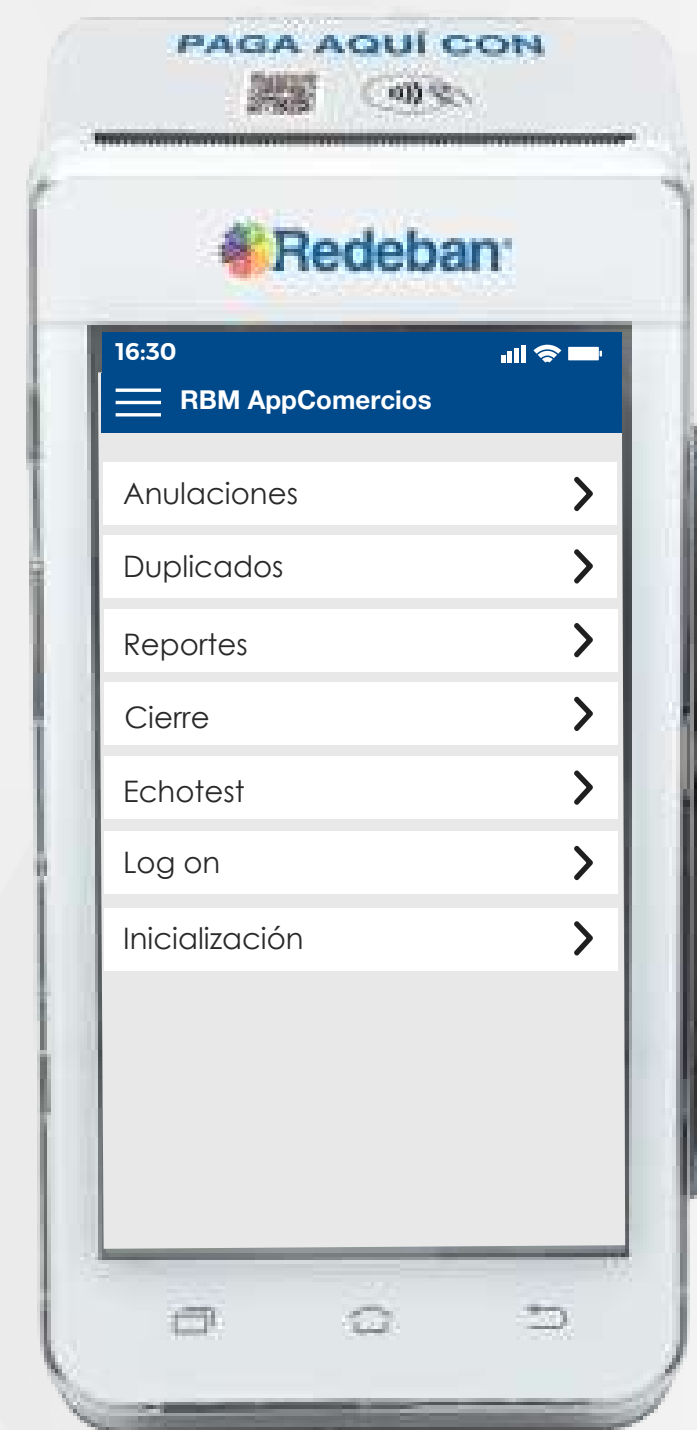 PAGA AQUÍ CON
Redeban
16:30
RBM AppComercios
Anulaciones
Duplicados
Reportes
Cierre
Echotest
Log on
Inicialización